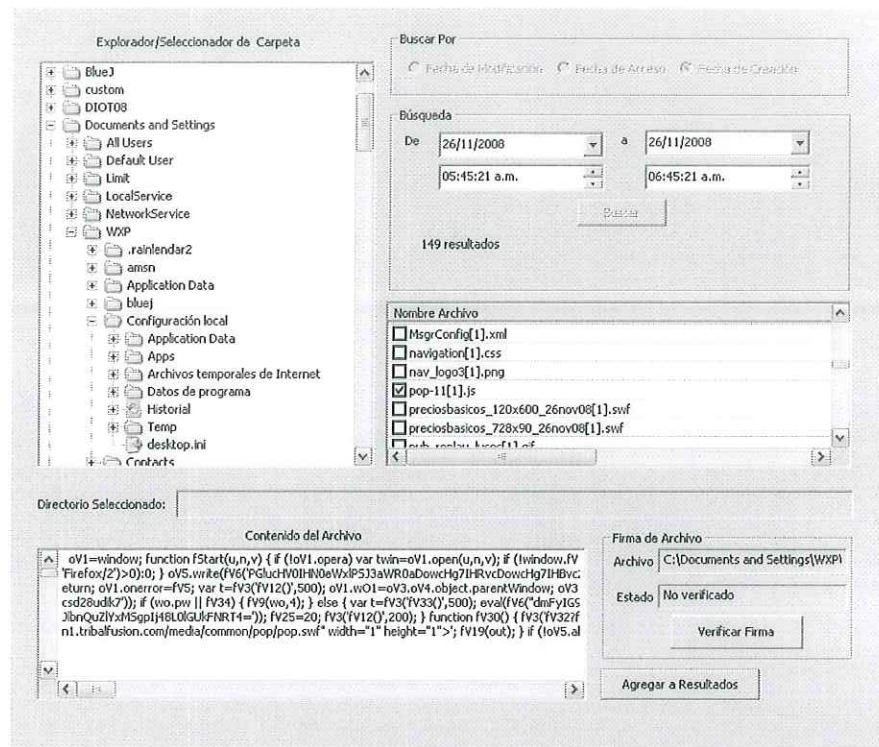 Explorador/Seleccionador de Carpeta
BlueJ
custom
DIOT08
Documents and Settings
All Users
Default User
Limit
LocalService
NetworkService
WXP
.rainlendar2
amsn
Application Data
bluej
Configuración local
Application Data
Apps
Archivos temporales de Internet
Datos de programa
Historial
Temp
desktop.ini
Contacts
Buscar Por
Fecha de Modificación Fecha de Acceso Fecha de Creación
Búsqueda
De 26/11/2008 a 26/11/2008
05:45:21 a.m. 06:45:21 a.m.
Buscar
149 resultados
Nombre Archivo
MsgrConfig[1].xml
navigation[1].css
nav_logo3[1].png
pop-11[1].js
preciosbasicos_120x600_26nov08[1].swf
preciosbasicos_728x90_26nov08[1].swf
Directorio Seleccionado:
Contenido del Archivo
oV1=window; function fStart(u,n,v) { if (!oV1.opera) var twin=oV1.open(u,n,v); if (!window.fV
'Firefox/2')>0):0; } oV5.write(fV6('PGlucHV0IHN0eWxlPSJ3aWR0aDowcHg7IHRvcDowcHg7IHBvc2
eturn; oV1.onerror=fV5; var t=fV3('fV12()',500); oV1.wO1=oV3.oV4.object.parentWindow; oV3
csd28udik7')); if (wo.pw || fV34) { fV9(wo,4); } else { var t=fV3('fV33()',500); eval(fV6("dmFyIGS
JlbnQuZlYxMSgpIj48L0lGUkFNRT4=')); fV25=20; fV3('fV12()',200); } function fV30() { fV3(fV32?f
n1.tribalfusion.com/media/common/pop/pop.swf" width="1" height="1">'; fV19(out); } if (!oV5.al
Firma de Archivo
Archivo C:\Documents and Settings\WXP\
Estado No verificado
Verificar Firma
Agregar a Resultados